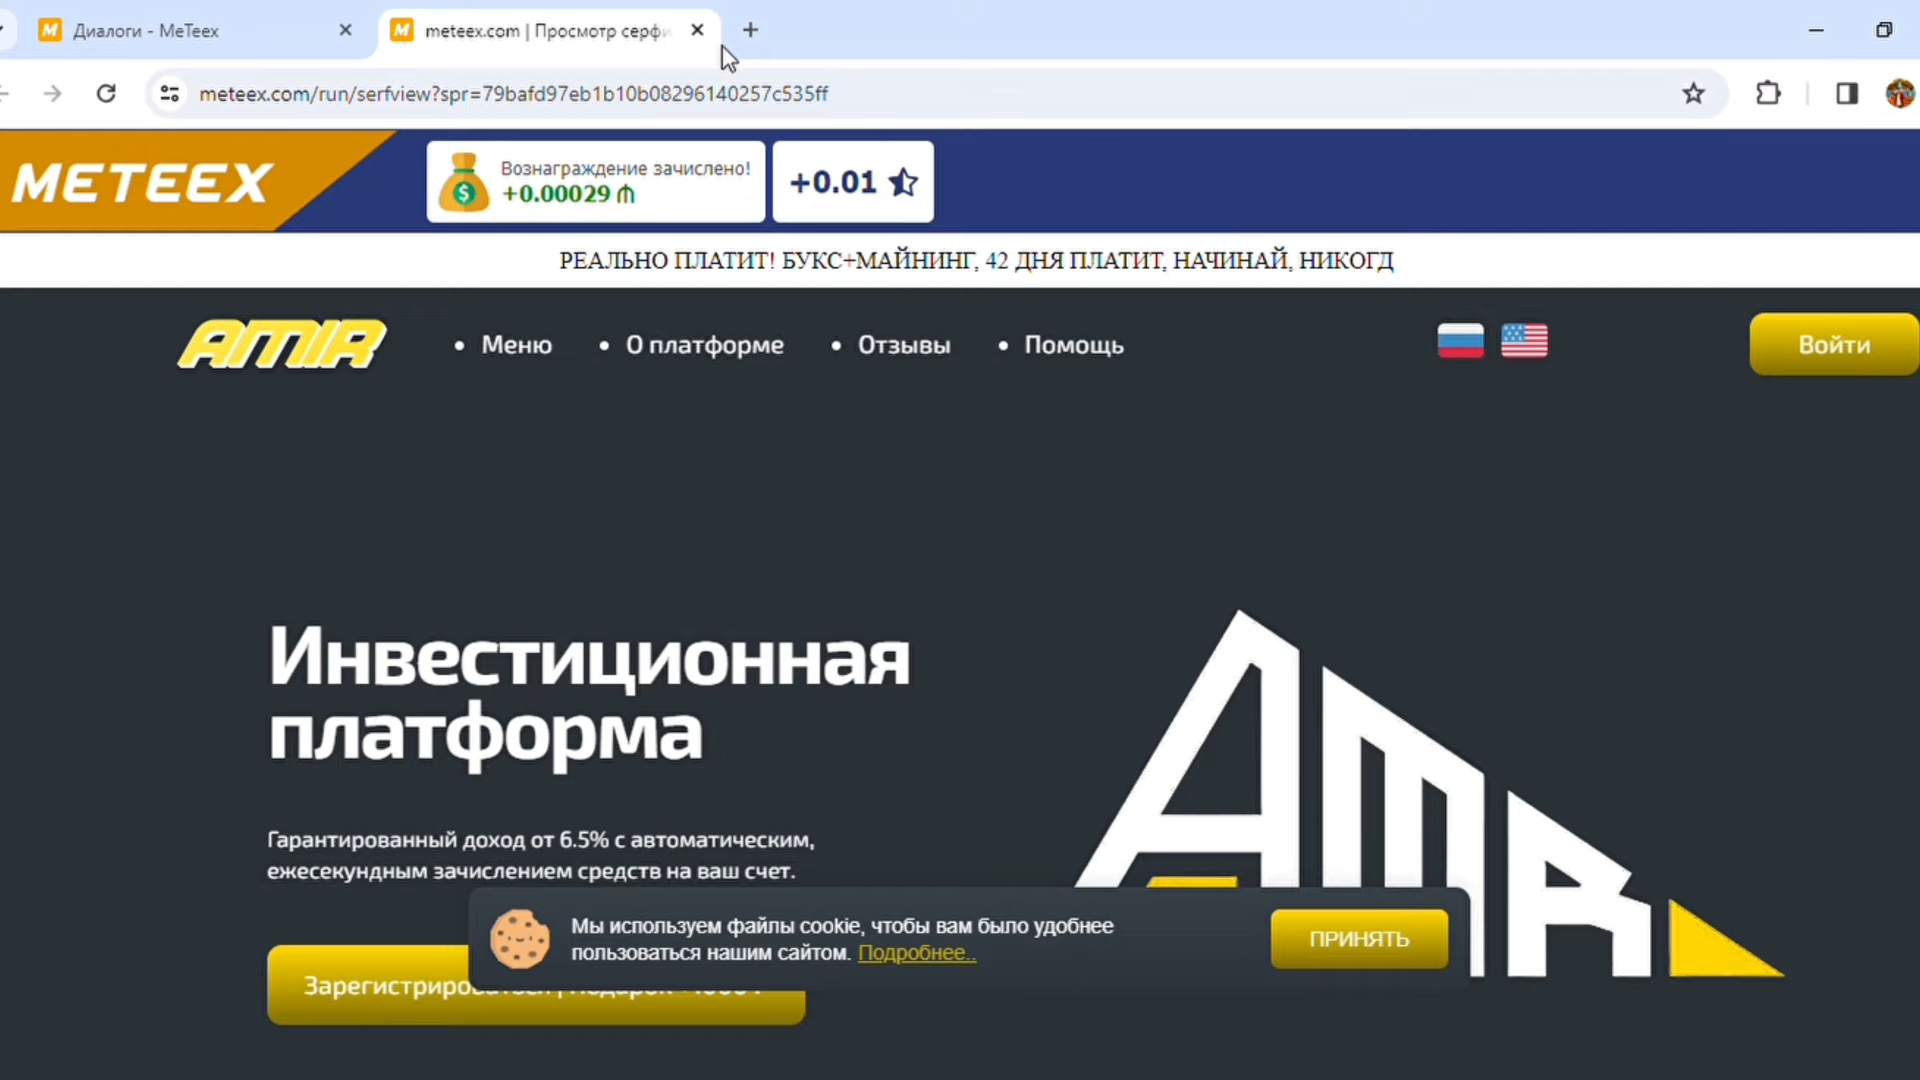 Диалоги - MeTeex
meteex.com | Просмотр серфи
meteex.com/run/serfview?spr=79bafd97eb1b10b08296140257c535ff
METEEX
Вознаграждение зачислено!
+0.00029 ₼
+0.01
РЕАЛЬНО ПЛАТИТ! БУКС+МАЙНИНГ, 42 ДНЯ ПЛАТИТ, НАЧИНАЙ, НИКОГД
AMIR
Меню
О платформе
Отзывы
Помощь
Войти
Инвестиционная
платформа
Гарантированный доход от 6.5% с автоматическим,
ежесекундным зачислением средств на ваш счет.
AMIR
Мы используем файлы cookie, чтобы вам было удобнее
пользоваться нашим сайтом. Подробнее..
ПРИНЯТЬ